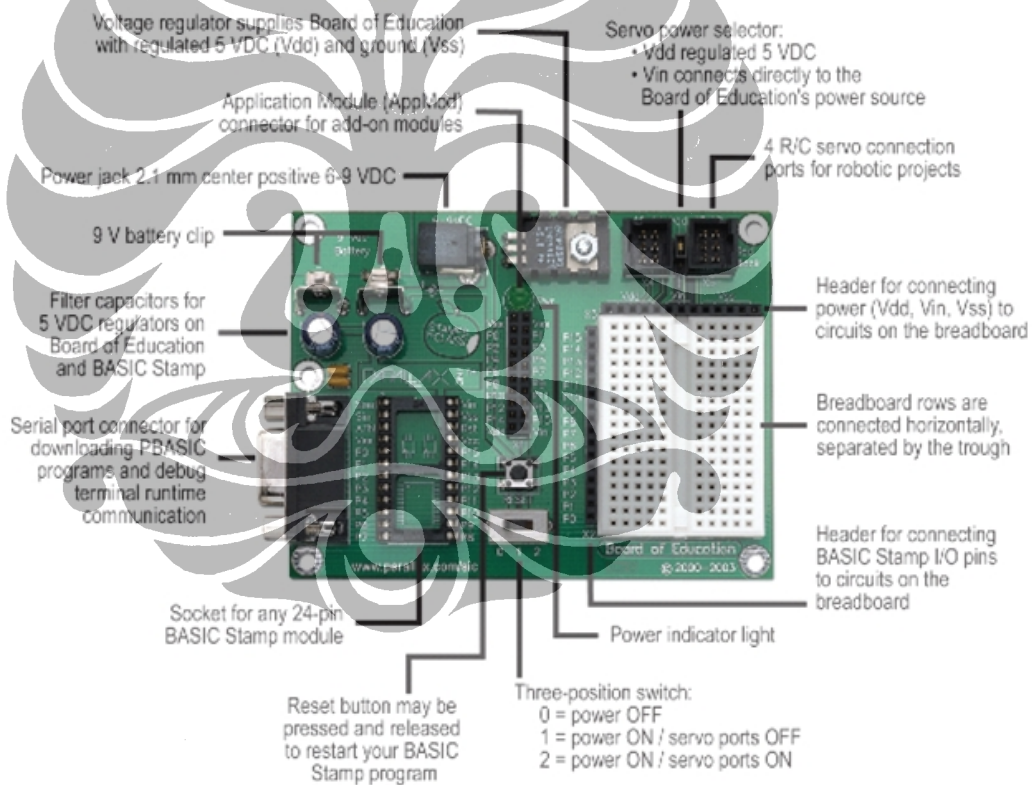 Voltage regulator supplies Board of Education
with regulated 5 VDC (Vdd) and ground (Vss)
Servo power selector:
• Vdd regulated 5 VDC
• Vin connects directly to the
Board of Education's power source
Application Module (AppMod)
connector for add-on modules
4 R/C servo connection
ports for robotic projects
Power jack 2.1 mm center positive 6-9 VDC
9 V battery clip
Header for connecting
power (Vdd, Vin, Vss) to
circuits on the breadboard
Filter capacitors for
5 VDC regulators on
Board of Education
and BASIC Stamp
Breadboard rows are
connected horizontally,
separated by the trough
Serial port connector for
downloading PBASIC
programs and debug
terminal runtime
communication
Header for connecting
BASIC Stamp I/O pins
to circuits on the
breadboard
Battery
0 1 2
Board of Education
© 2000-2003
Socket for any 24-pin
BASIC Stamp module
Power indicator light
Reset button may be
pressed and released
to restart your BASIC
Stamp program
Three-position switch:
0 = power OFF
1 = power ON / servo ports OFF
2 = power ON / servo ports ON